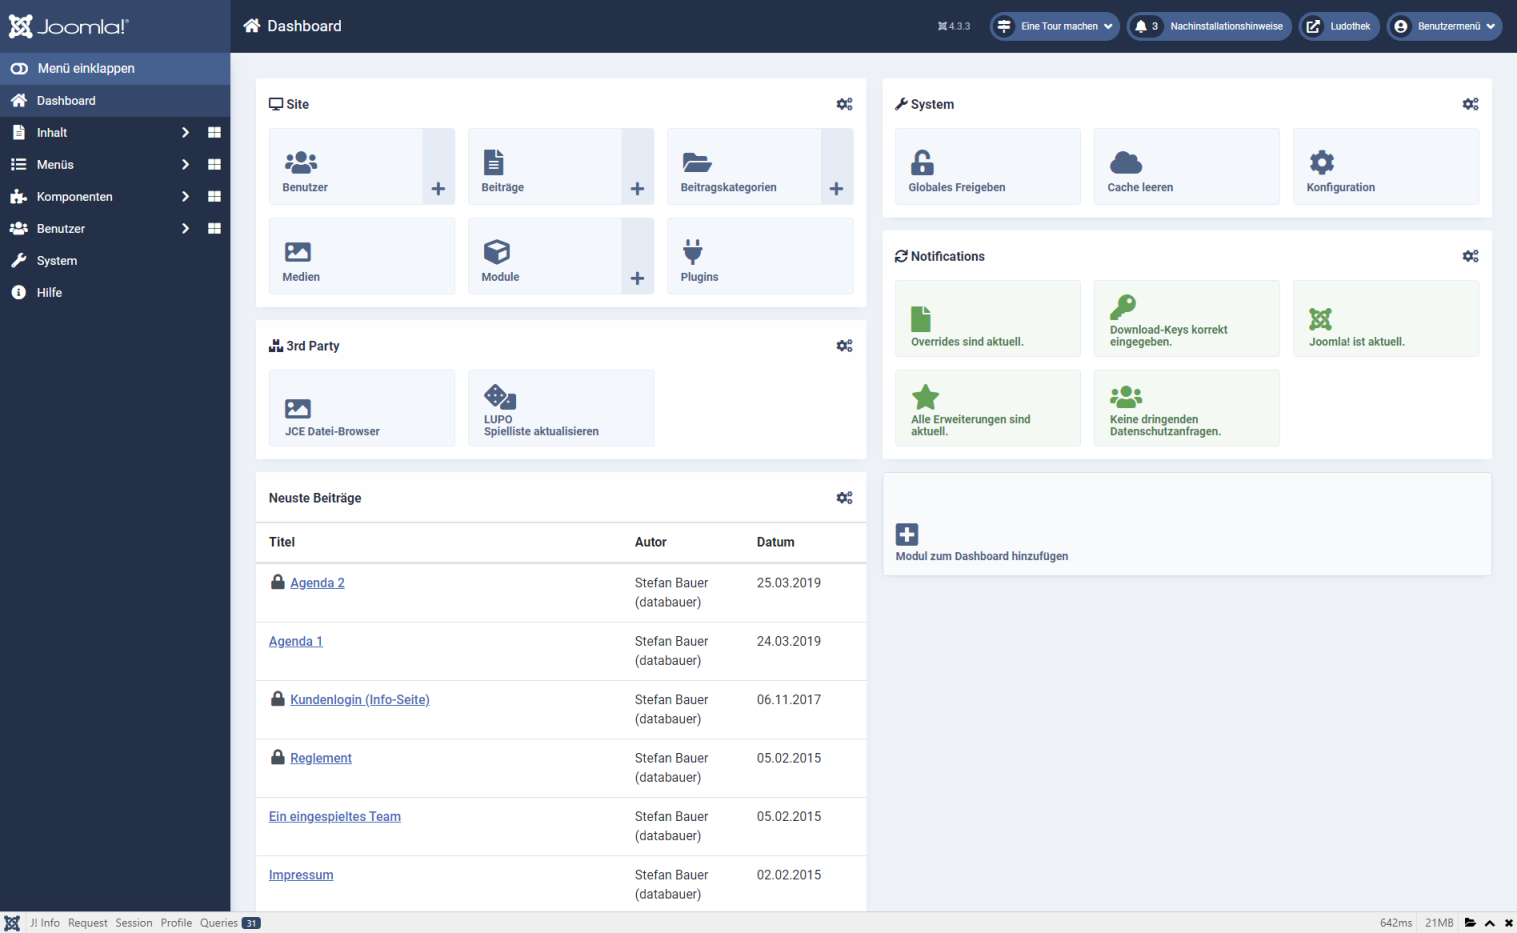 Joomla!®
Dashboard
4.3.3
Eine Tour machen
3 Nachinstallationshinweise
Ludothek
Benutzermenü
Menü einklappen
Dashboard
Inhalt
Menüs
Komponenten
Benutzer
System
Hilfe
Site
Benutzer
Beiträge
Beitragskategorien
Medien
Module
Plugins
3rd Party
JCE Datei-Browser
LUPO
Spielliste aktualisieren
Neuste Beiträge
Titel Autor Datum
Agenda 2 Stefan Bauer 25.03.2019
(databauer)
Agenda 1 Stefan Bauer 24.03.2019
(databauer)
Kundenlogin (Info-Seite) Stefan Bauer 06.11.2017
(databauer)
Reglement Stefan Bauer 05.02.2015
(databauer)
Ein eingespieltes Team Stefan Bauer 05.02.2015
(databauer)
Impressum Stefan Bauer 02.02.2015
(databauer)
System
Globales Freigeben
Cache leeren
Konfiguration
Notifications
Overrides sind aktuell.
Download-Keys korrekt
eingegeben.
Joomla! ist aktuell.
Alle Erweiterungen sind
aktuell.
Keine dringenden
Datenschutzanfragen.
Modul zum Dashboard hinzufügen
J! Info Request Session Profile Queries 31
642ms 21MB